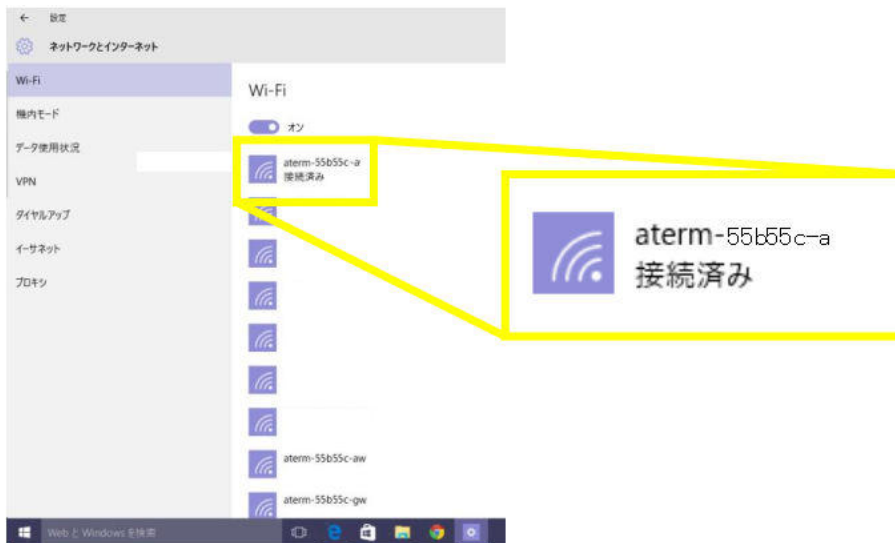 ← 設定
ネットワークとインターネット
Wi-Fi
機内モード
データ使用状況
VPN
ダイヤルアップ
イーサネット
プロキシ
Wi-Fi
オン
aterm-55b55c-a
接続済み
aterm-55b55c-aw
aterm-55b55c-gw
aterm-55b55c-a
接続済み
Web と Windows を検索